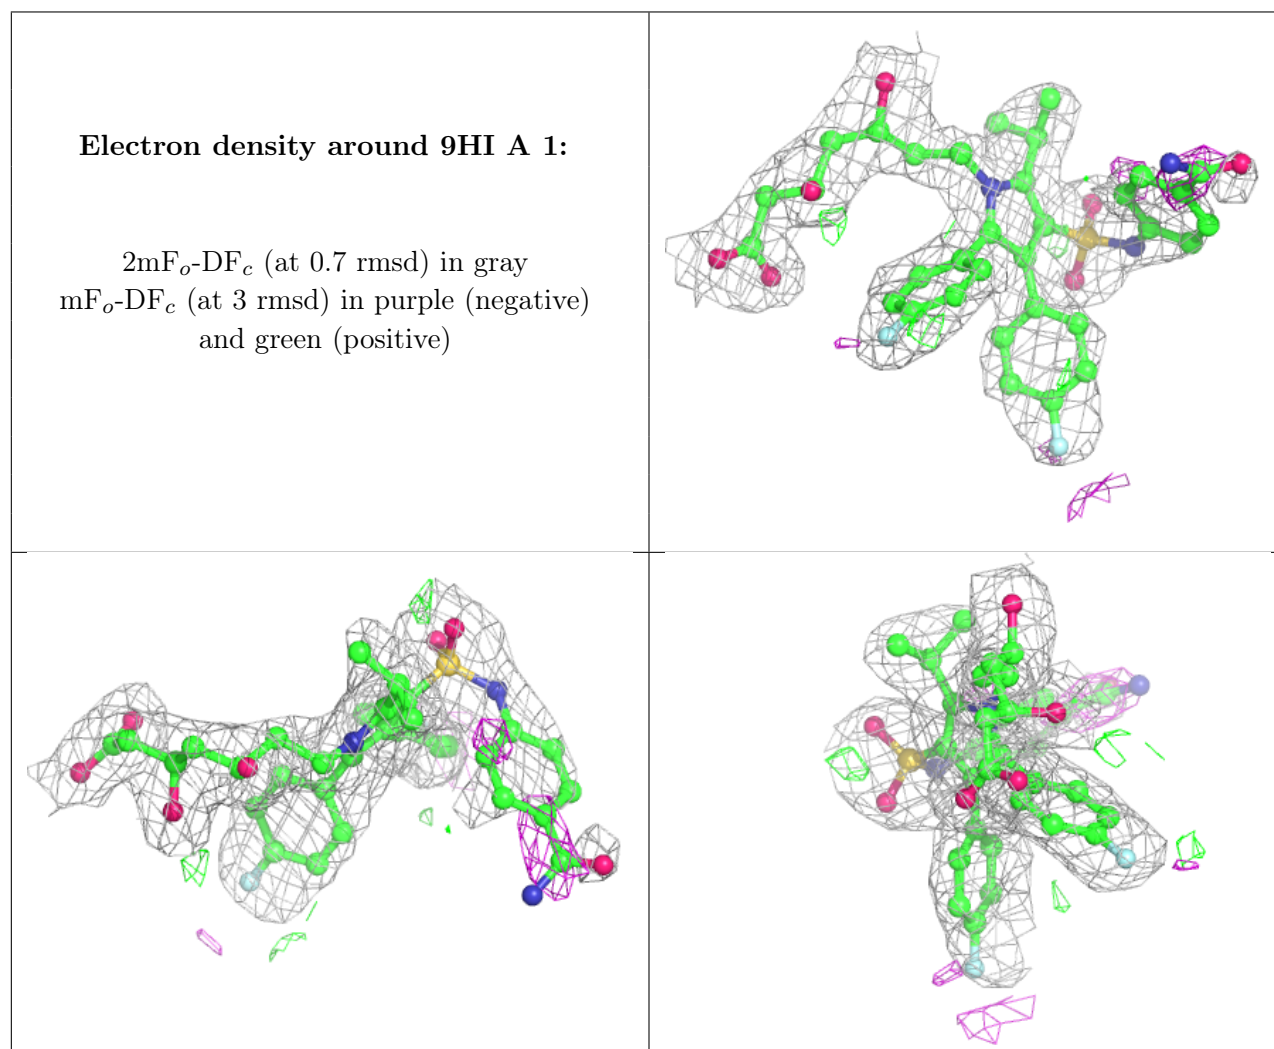 Electron density around 9HI A 1:
2mFo-DFc (at 0.7 rmsd) in gray
mFo-DFc (at 3 rmsd) in purple (negative)
and green (positive)